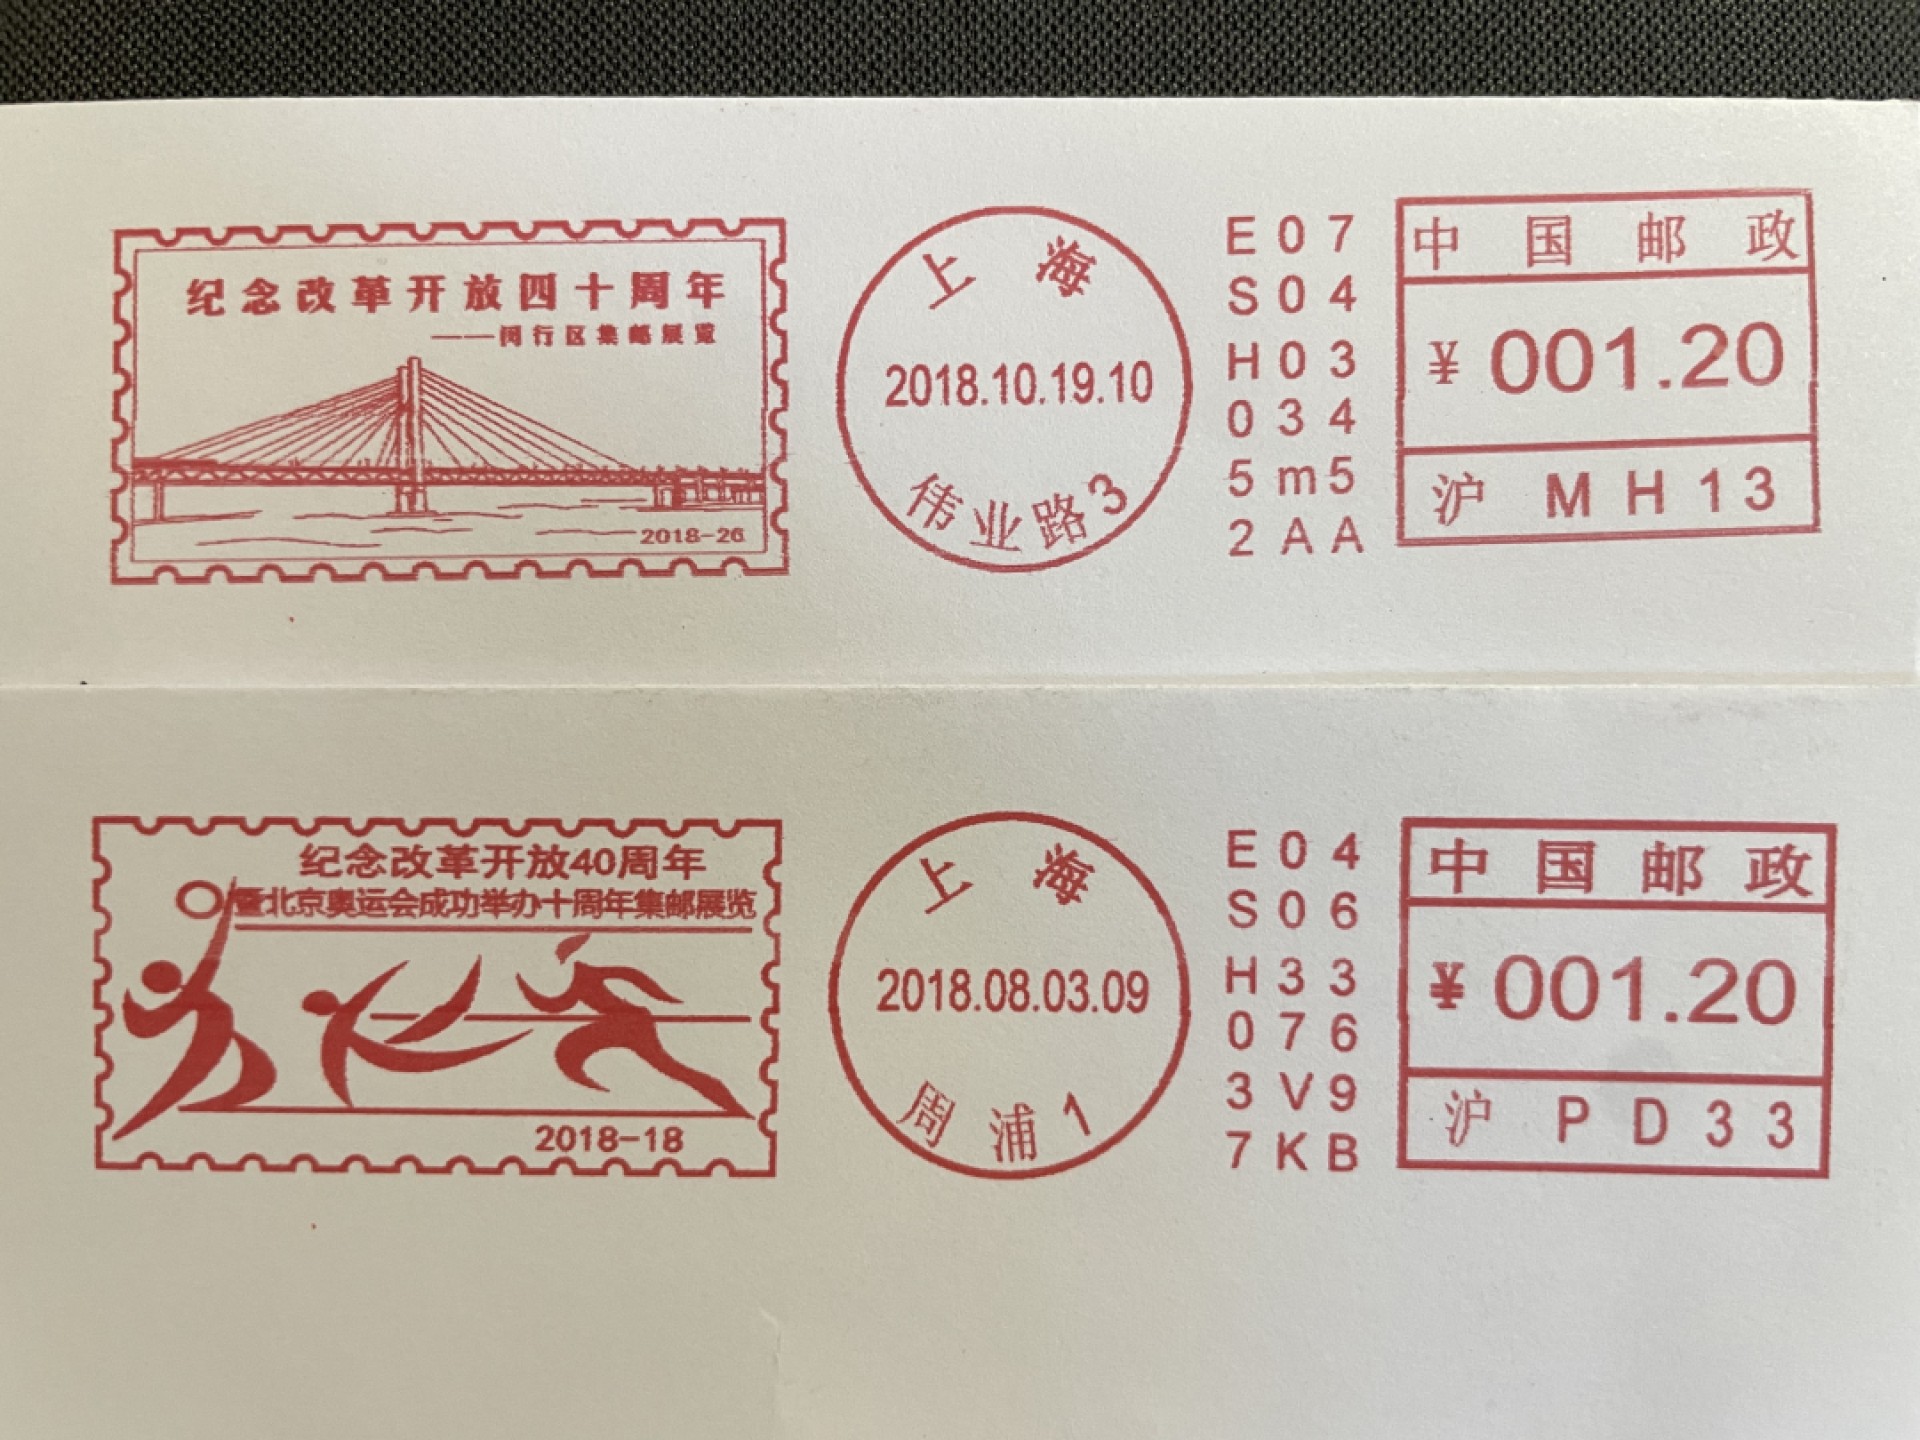 纪念改革开放四十周年
——闵行区集邮展览
2018-26
上海
2018.10.19.10
伟业路3
E07
S04
H03
034
5m5
2AA
中国邮政
¥ 001.20
沪 MH13
纪念改革开放40周年
暨北京奥运会成功举办十周年集邮展览
2018-18
上海
2018.08.03.09
周浦1
E04
S06
H33
076
3V9
7KB
中国邮政
¥ 001.20
沪 PD33